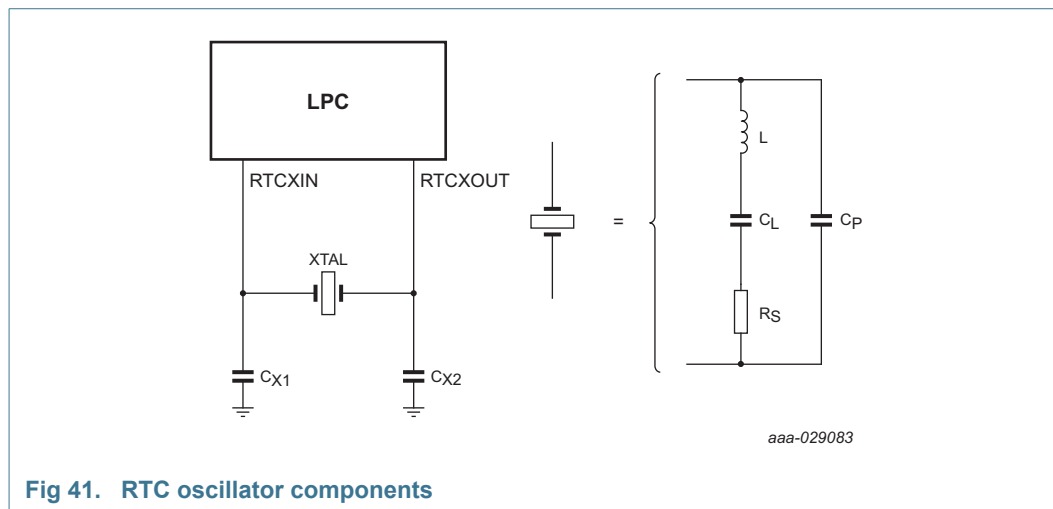 LPC
RTCXIN
RTCXOUT
XTAL
CX1
CX2
=
L
CL
CP
RS
aaa-029083
Fig 41. RTC oscillator components